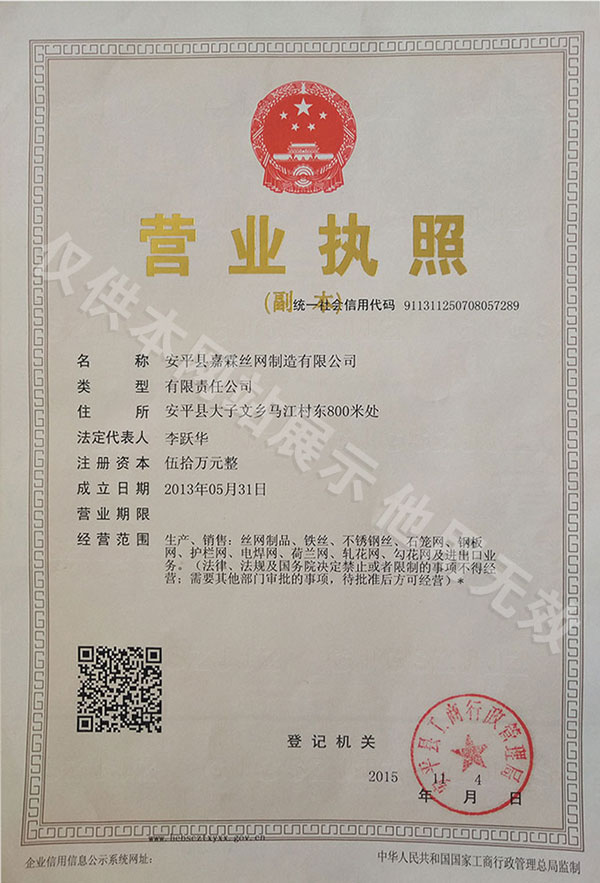 营业执照
(副 本)
统一社会信用代码 911311250708057289
名称 安平县嘉霖丝网制造有限公司
类型 有限责任公司
住所 安平县大子文乡马江村东800米处
法定代表人 李跃华
注册资本 伍拾万元整
成立日期 2013年05月31日
营业期限
经营范围 生产、销售：丝网制品、铁丝、不锈钢丝、石笼网、钢板
网、护栏网、电焊网、荷兰网、轧花网、勾花网及进出口业
务。（法律、法规及国务院决定禁止或者限制的事项不得经
营；需要其他部门审批的事项，待批准后方可经营）*
仅供本网站展示 他用无效
登记机关
安平县工商行政管理局
2015 11 4
年 月 日
www.hebscztxyxx.gov.cn
企业信用信息公示系统网址：
中华人民共和国国家工商行政管理总局监制